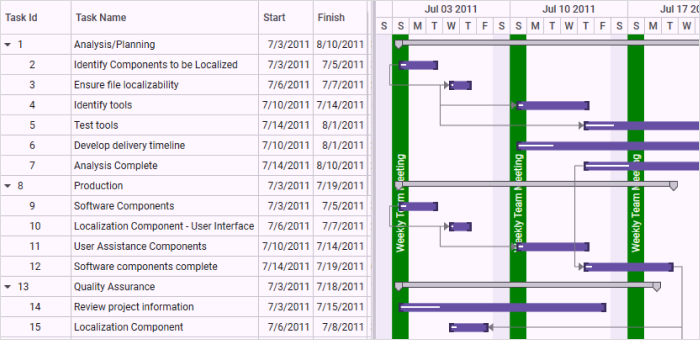 Task Id Task Name Start Finish Jul 03 2011 Jul 10 2011 Jul 17 20
S S M T W T F S S M T W T F S S M T W
1 Analysis/Planning 7/3/2011 8/10/2011
2 Identify Components to be Localized 7/3/2011 7/5/2011
3 Ensure file localizability 7/6/2011 7/7/2011
4 Identify tools 7/10/2011 7/14/2011
5 Test tools 7/14/2011 8/1/2011
6 Develop delivery timeline 7/10/2011 8/1/2011
7 Analysis Complete 7/14/2011 8/10/2011
8 Production 7/3/2011 7/19/2011
9 Software Components 7/3/2011 7/5/2011
10 Localization Component - User Interface 7/6/2011 7/7/2011
11 User Assistance Components 7/10/2011 7/14/2011
12 Software components complete 7/14/2011 7/19/2011
13 Quality Assurance 7/3/2011 7/18/2011
14 Review project information 7/3/2011 7/15/2011
15 Localization Component 7/6/2011 7/8/2011
Weekly Team Meeting
Weekly Team Meeting
Weekly Team Meeting